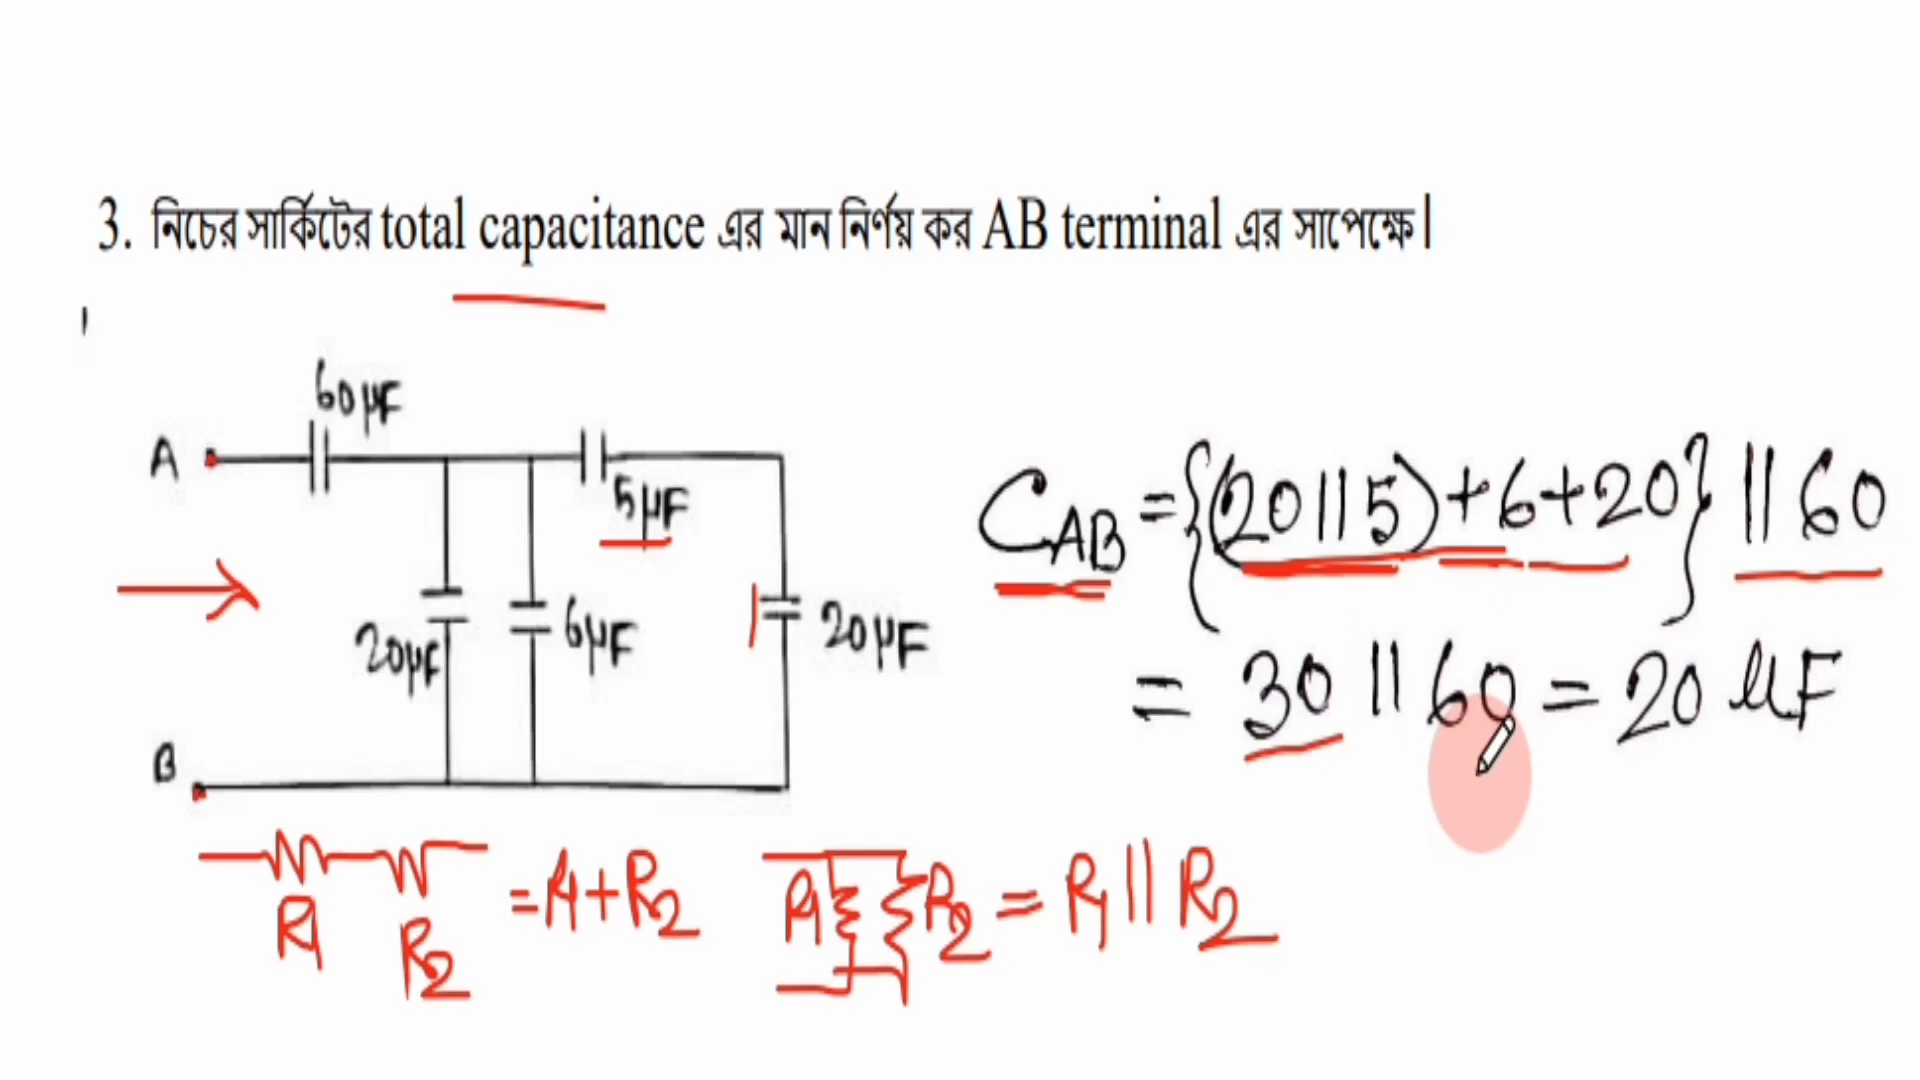 3. নিচের সার্কিটের total capacitance এর মান নির্ণয় কর AB terminal এর সাপেক্ষে।
60µF
A
5µF
20µF
6µF
20µF
B
C_AB = {(20||5)+6+20} || 60
= 30 || 60 = 20 µF
R1
R2
= R1+R2
R1
R2
= R1 || R2